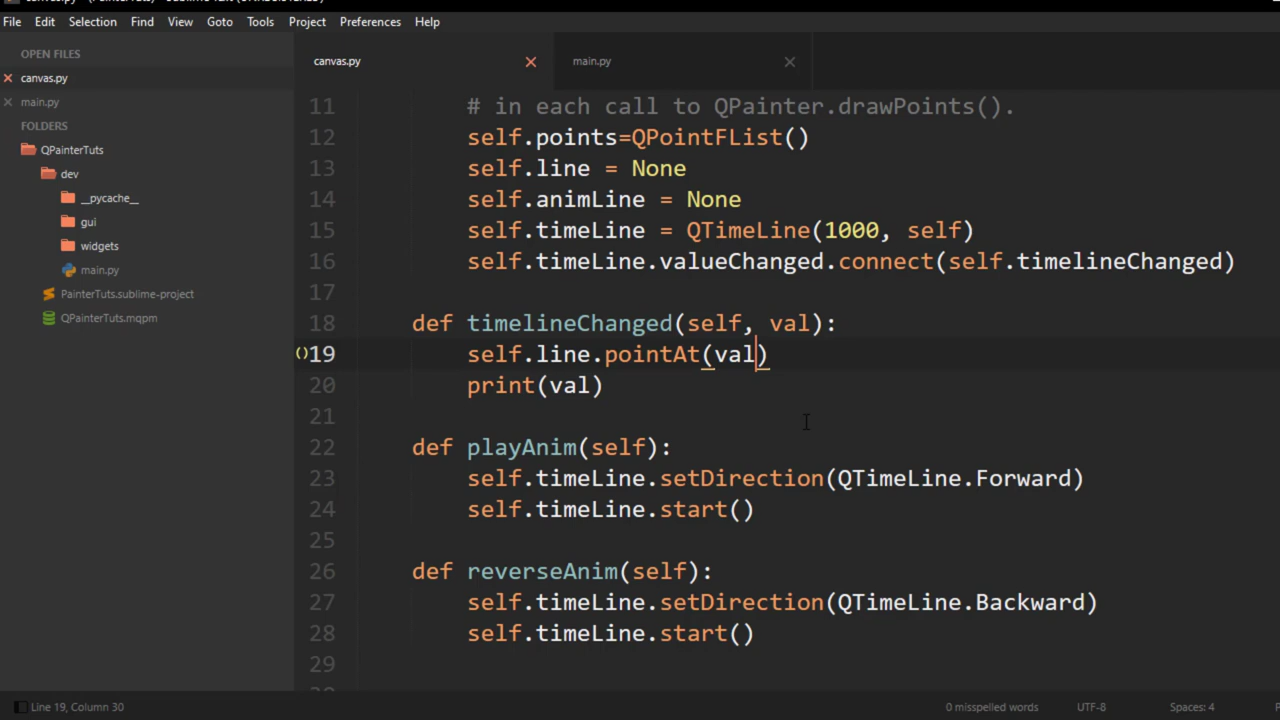 File Edit Selection Find View Goto Tools Project Preferences Help
OPEN FILES
canvas.py
main.py
FOLDERS
QPainterTuts
dev
__pycache__
gui
widgets
main.py
PainterTuts.sublime-project
QPainterTuts.mqpm
canvas.py main.py
11 # in each call to QPainter.drawPoints().
12 self.points=QPointFList()
13 self.line = None
14 self.animLine = None
15 self.timeLine = QTimeLine(1000, self)
16 self.timeLine.valueChanged.connect(self.timelineChanged)
17
18 def timelineChanged(self, val):
19 self.line.pointAt(val)
20 print(val)
21
22 def playAnim(self):
23 self.timeLine.setDirection(QTimeLine.Forward)
24 self.timeLine.start()
25
26 def reverseAnim(self):
27 self.timeLine.setDirection(QTimeLine.Backward)
28 self.timeLine.start()
29
Line 19, Column 30 0 misspelled words UTF-8 Spaces: 4